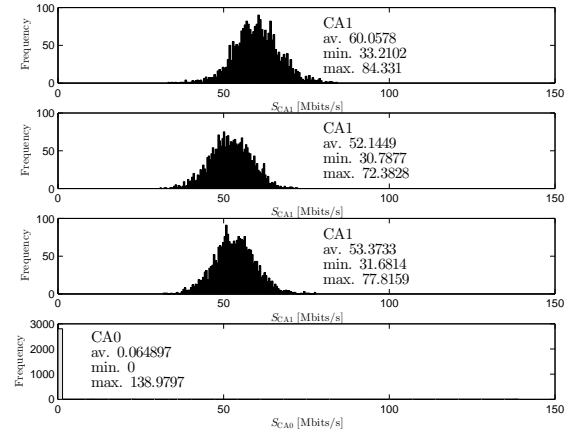 100
50
0
Frequency
CA1
av. 60.0578
min. 33.2102
max. 84.331
0 50 100 150
S_CA1 [Mbits/s]
100
50
0
Frequency
CA1
av. 52.1449
min. 30.7877
max. 72.3828
0 50 100 150
S_CA1 [Mbits/s]
100
50
0
Frequency
CA1
av. 53.3733
min. 31.6814
max. 77.8159
0 50 100 150
S_CA1 [Mbits/s]
3000
2000
1000
0
Frequency
CA0
av. 0.064897
min. 0
max. 138.9797
0 50 100 150
S_CA0 [Mbits/s]